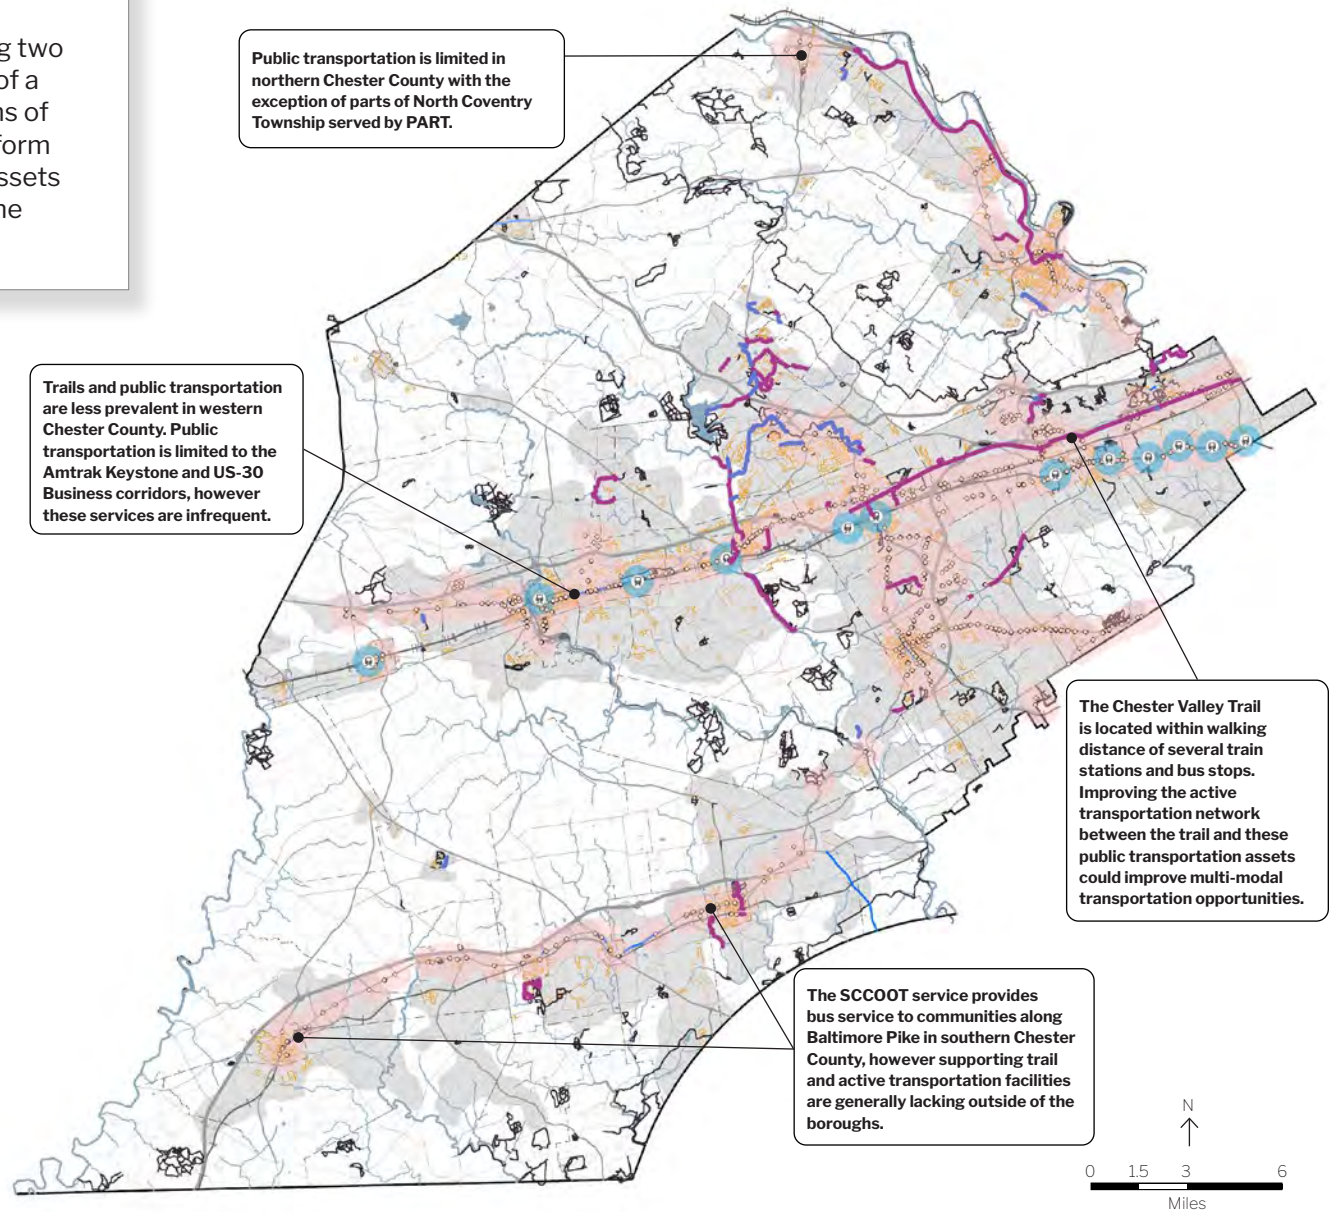 g two
of a
ns of
form
ssets
ne
Public transportation is limited in
northern Chester County with the
exception of parts of North Coventry
Township served by PART.
Trails and public transportation
are less prevalent in western
Chester County. Public
transportation is limited to the
Amtrak Keystone and US-30
Business corridors, however
these services are infrequent.
The Chester Valley Trail
is located within walking
distance of several train
stations and bus stops.
Improving the active
transportation network
between the trail and these
public transportation assets
could improve multi-modal
transportation opportunities.
The SCCOOT service provides
bus service to communities along
Baltimore Pike in southern Chester
County, however supporting trail
and active transportation facilities
are generally lacking outside of the
boroughs.
N
0 1.5 3 6
Miles